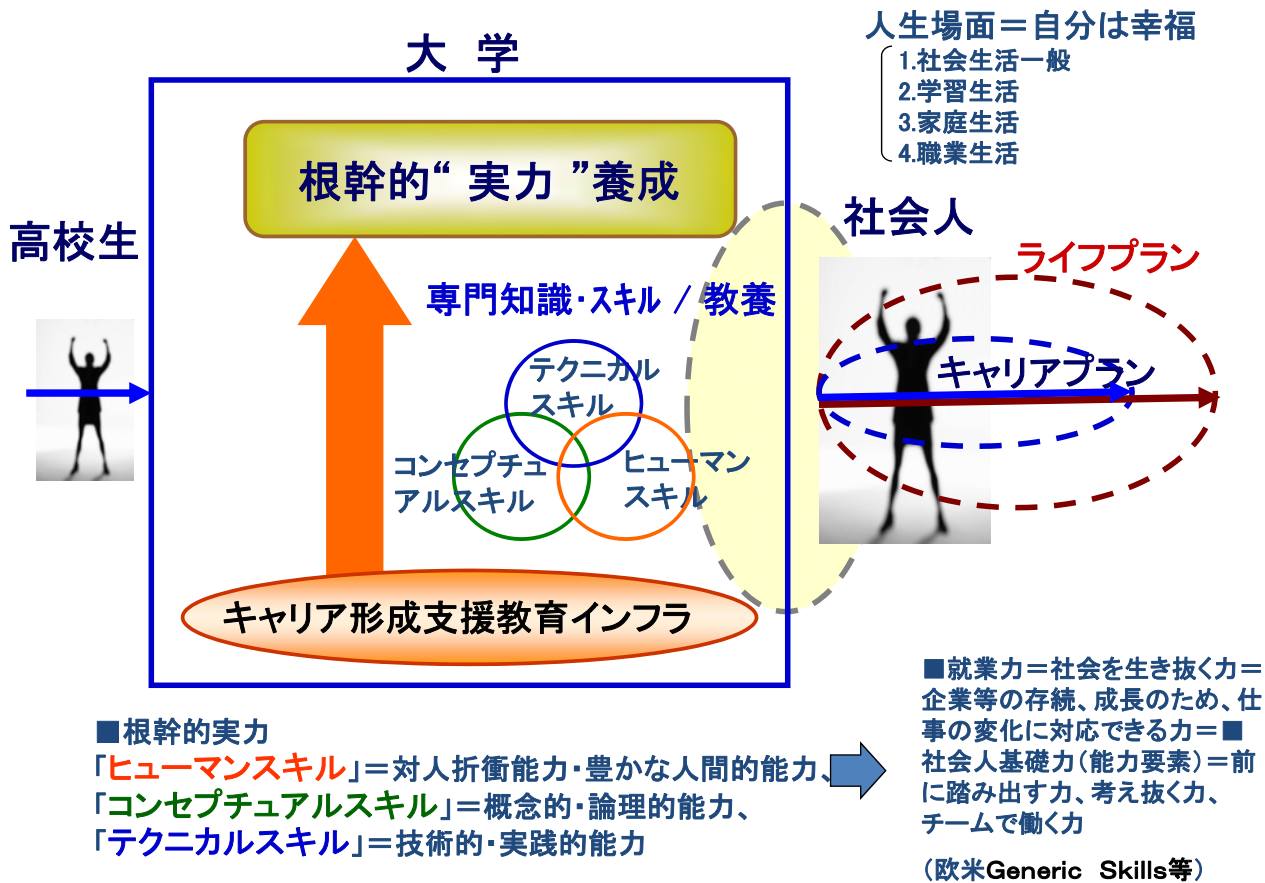 人生場面＝自分は幸福
1.社会生活一般
2.学習生活
3.家庭生活
4.職業生活
大　学
根幹的“ 実力 ”養成
高校生
社会人
ライフプラン
専門知識・スキル / 教養
キャリアプラン
テクニカル
スキル
コンセプチュ
アルスキル
ヒューマン
スキル
キャリア形成支援教育インフラ
■根幹的実力
「ヒューマンスキル」＝対人折衝能力・豊かな人間的能力、
「コンセプチュアルスキル」＝概念的・論理的能力、
「テクニカルスキル」＝技術的・実践的能力
■就業力＝社会を生き抜く力＝
企業等の存続、成長のため、仕
事の変化に対応できる力＝■
社会人基礎力（能力要素）＝前
に踏み出す力、考え抜く力、
チームで働く力
（欧米Generic　Skills等）